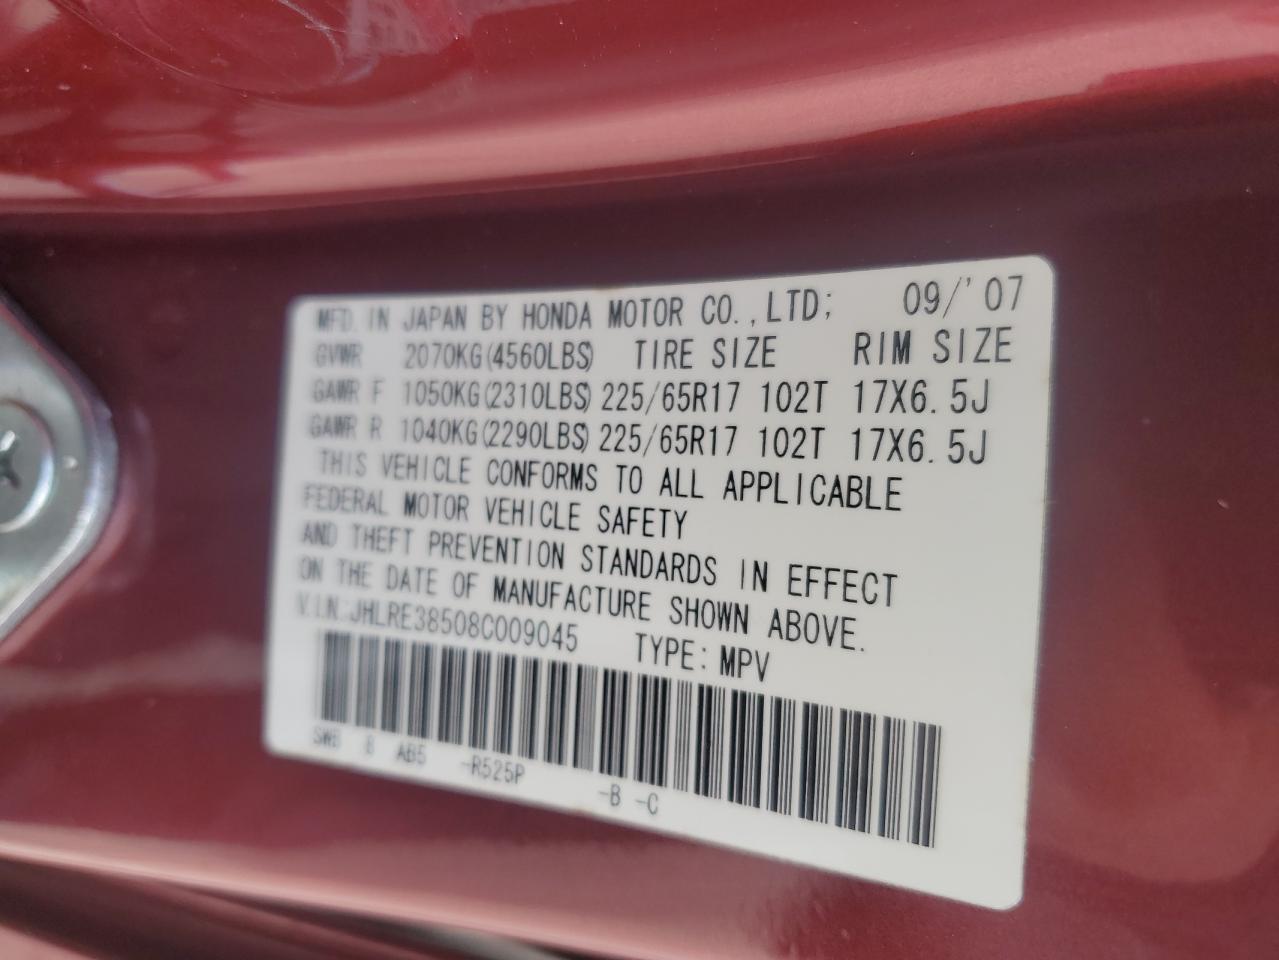 MFD. IN JAPAN BY HONDA MOTOR CO.,LTD; 09/'07
GVWR 2070KG(4560LBS) TIRE SIZE RIM SIZE
GAWR F 1050KG(2310LBS) 225/65R17 102T 17X6.5J
GAWR R 1040KG(2290LBS) 225/65R17 102T 17X6.5J
THIS VEHICLE CONFORMS TO ALL APPLICABLE
FEDERAL MOTOR VEHICLE SAFETY
AND THEFT PREVENTION STANDARDS IN EFFECT
ON THE DATE OF MANUFACTURE SHOWN ABOVE.
V.I.N:JHLRE38508C009045 TYPE:MPV
SWB B AB5 -R525P -B -C